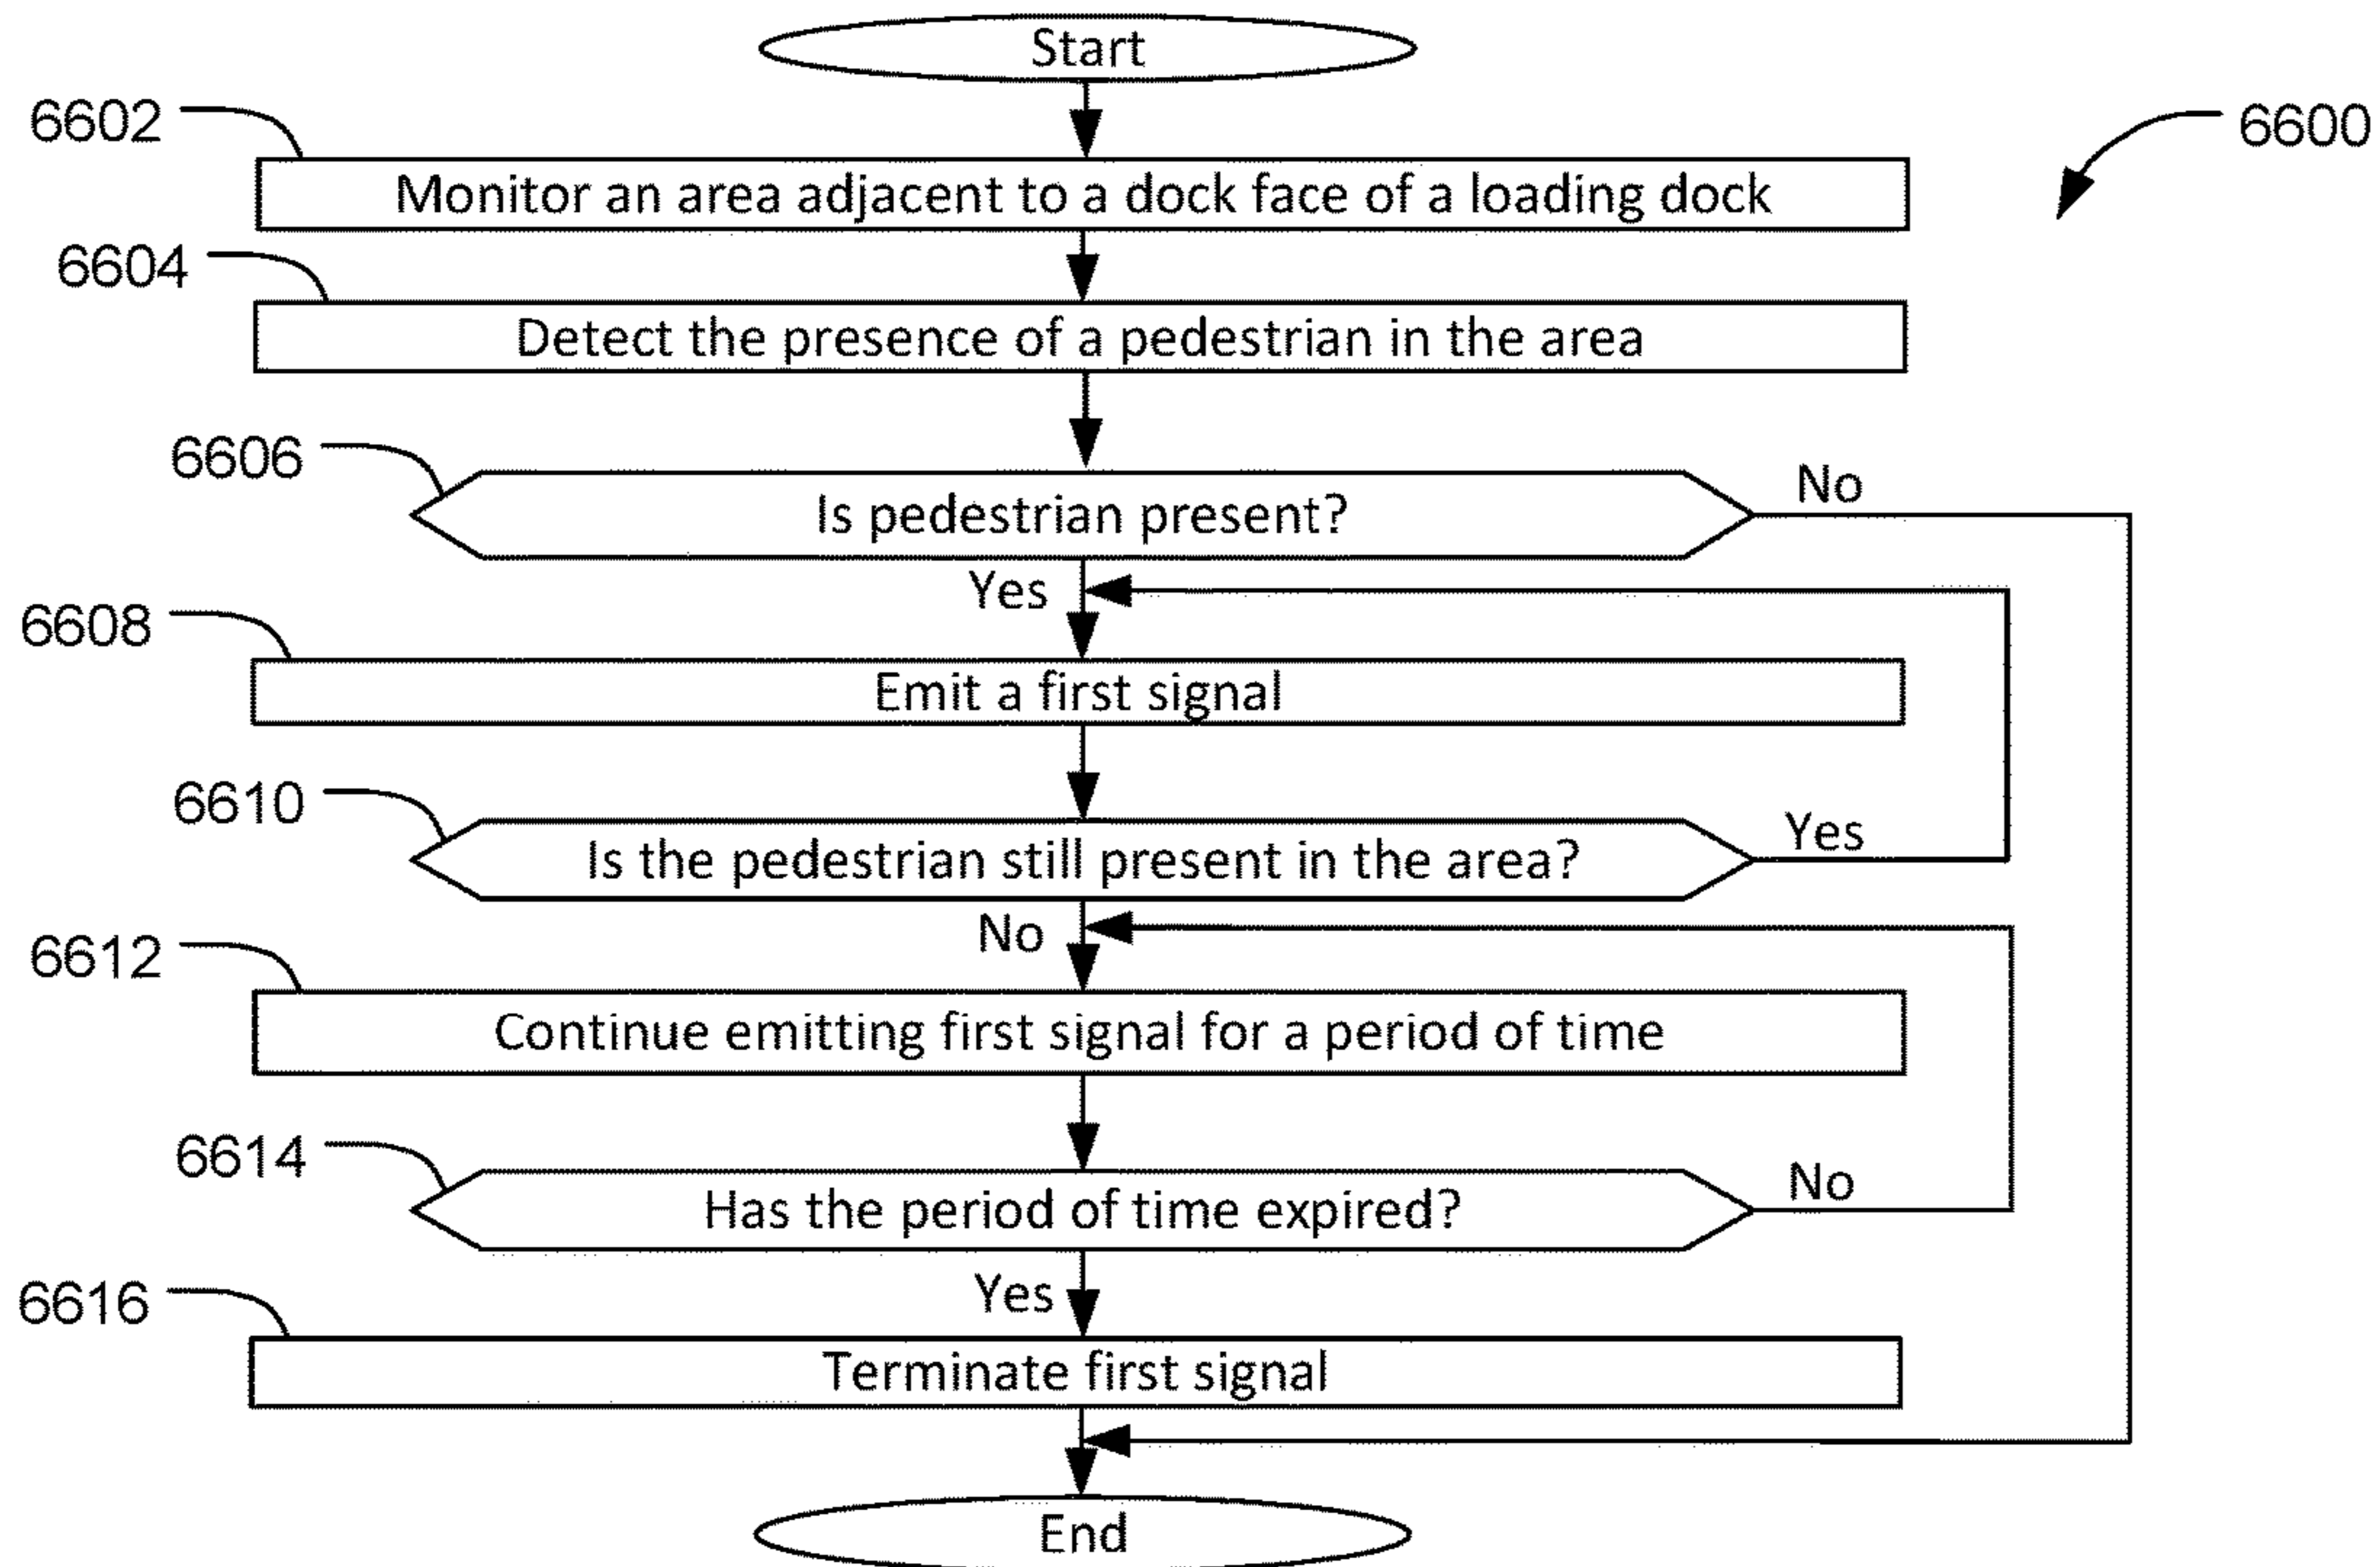 Start
6602
6600
Monitor an area adjacent to a dock face of a loading dock
6604
Detect the presence of a pedestrian in the area
6606
No
Is pedestrian present?
Yes
6608
Emit a first signal
6610
Yes
Is the pedestrian still present in the area?
No
6612
Continue emitting first signal for a period of time
6614
No
Has the period of time expired?
Yes
6616
Terminate first signal
End